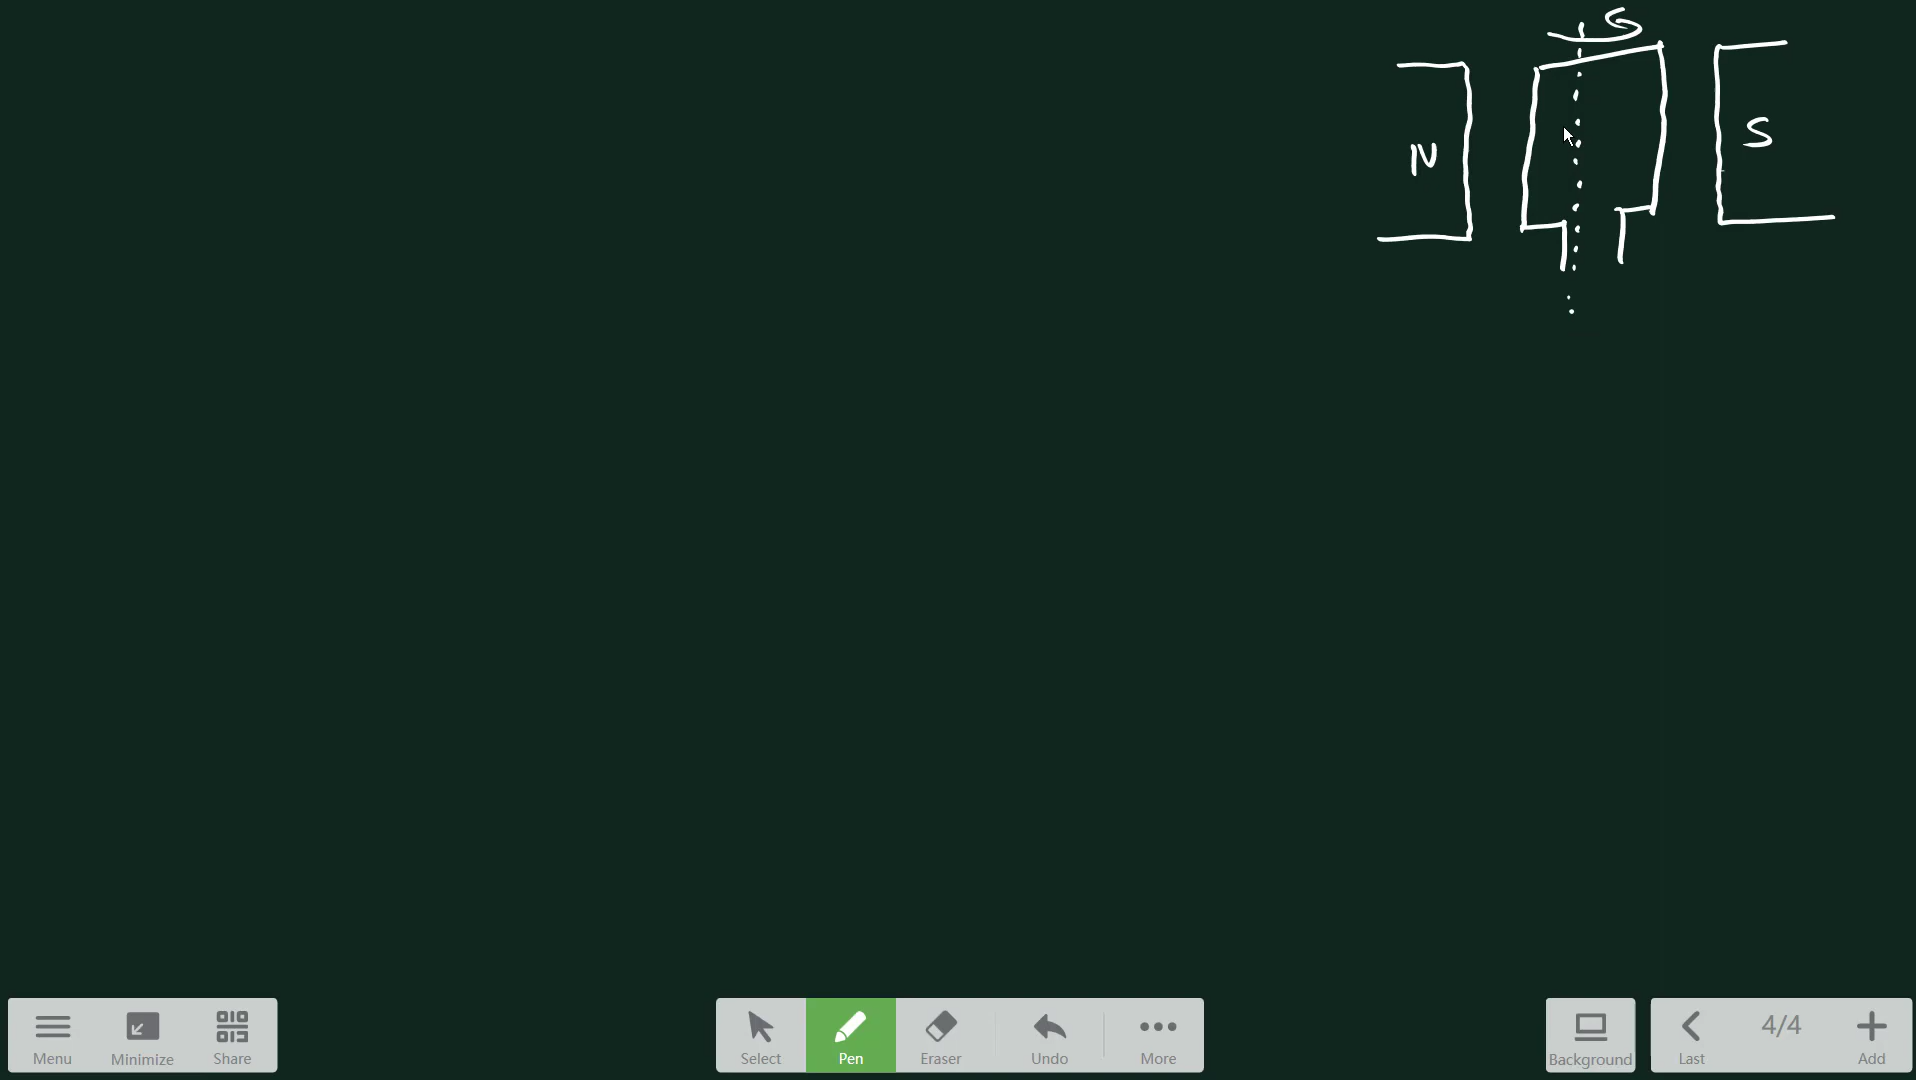 N
S
Menu
Minimize
Share
Select
Pen
Eraser
Undo
More
Background
Last
4/4
Add